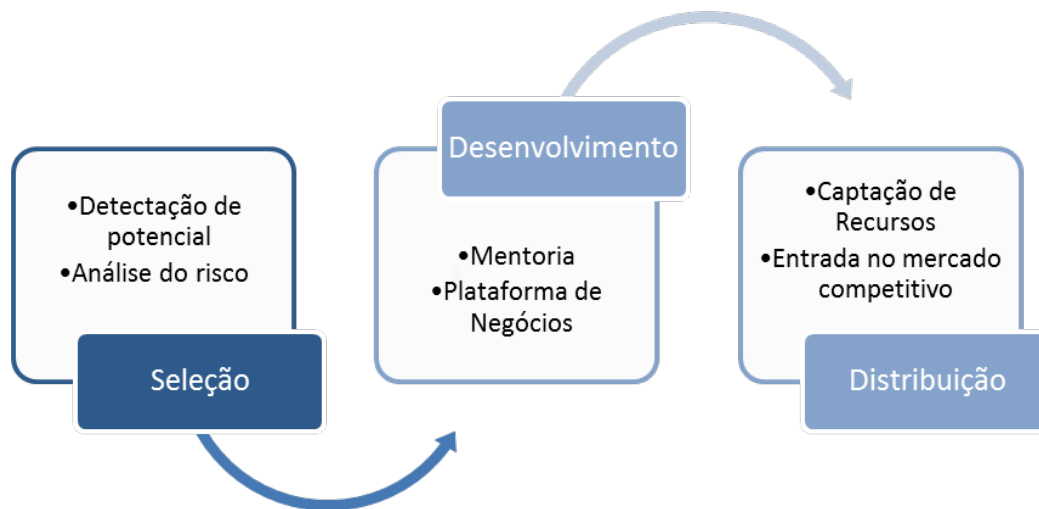 •Detectação de
potencial
•Análise do risco
Seleção
Desenvolvimento
•Mentoria
•Plataforma de
Negócios
•Captação de
Recursos
•Entrada no mercado
competitivo
Distribuição